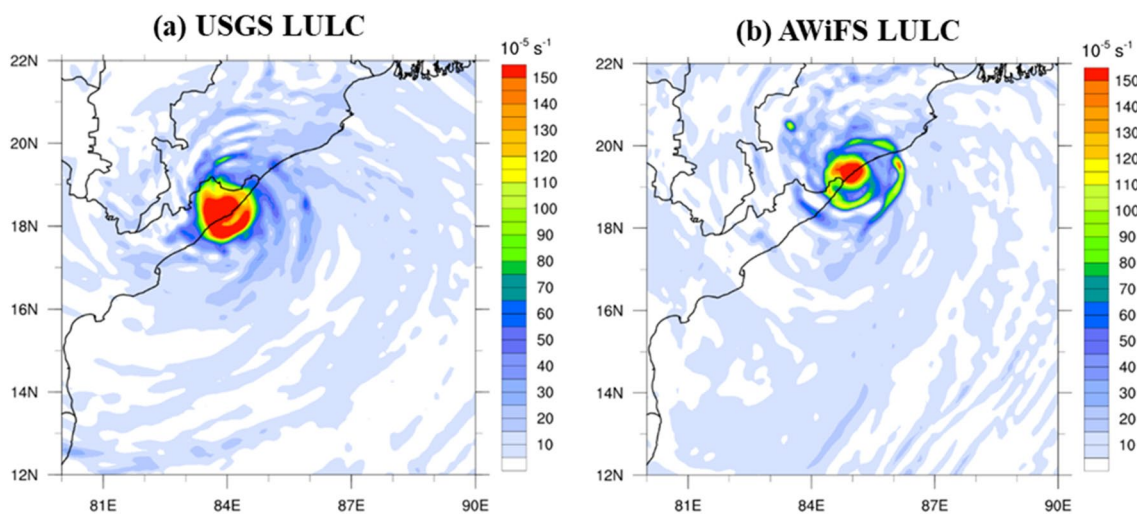 (a) USGS LULC
10⁻⁵ s⁻¹
22N
20N
18N
16N
14N
12N
81E 84E 87E 90E
150
140
130
120
110
100
90
80
70
60
50
40
30
20
10
(b) AWiFS LULC
10⁻⁵ s⁻¹
22N
20N
18N
16N
14N
12N
81E 84E 87E 90E
150
140
130
120
110
100
90
80
70
60
50
40
30
20
10